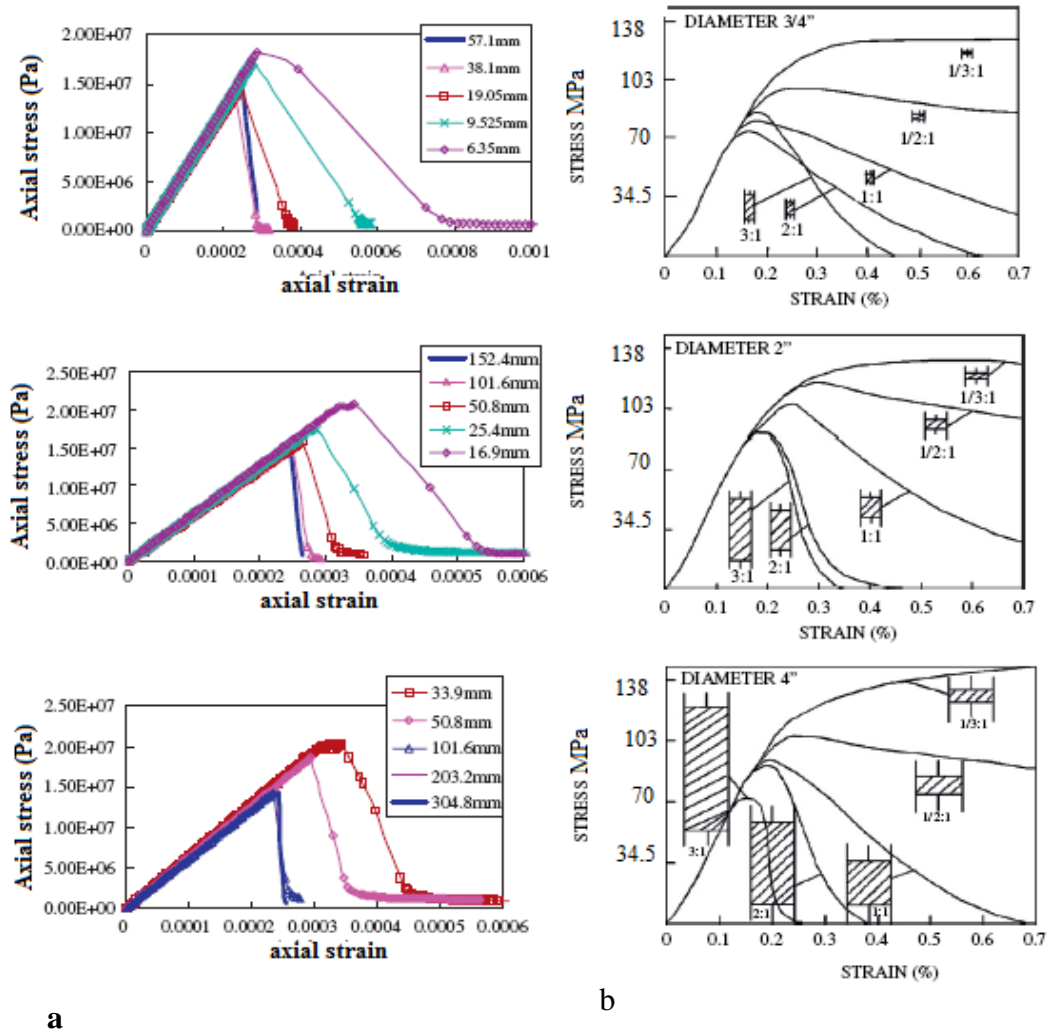 2.00E+07
1.50E+07
1.00E+07
5.00E+06
0.00E+00
Axial stress (Pa)
57.1mm
38.1mm
19.05mm
9.525mm
6.35mm
0 0.0002 0.0004 0.0006 0.0008 0.001
axial strain
DIAMETER 3/4”
138
103
70
34.5
STRESS MPa
1/3:1
1/2:1
1:1
2:1
3:1
0 0.1 0.2 0.3 0.4 0.5 0.6 0.7
STRAIN (%)
2.50E+07
2.00E+07
1.50E+07
1.00E+07
5.00E+06
0.00E+00
Axial stress (Pa)
152.4mm
101.6mm
50.8mm
25.4mm
16.9mm
0 0.0001 0.0002 0.0003 0.0004 0.0005 0.0006
axial strain
DIAMETER 2”
138
103
70
34.5
STRESS MPa
1/3:1
1/2:1
1:1
2:1
3:1
0 0.1 0.2 0.3 0.4 0.5 0.6 0.7
STRAIN (%)
2.50E+07
2.00E+07
1.50E+07
1.00E+07
5.00E+06
0.00E+00
Axial stress (Pa)
33.9mm
50.8mm
101.6mm
203.2mm
304.8mm
0 0.0001 0.0002 0.0003 0.0004 0.0005 0.0006
axial strain
DIAMETER 4”
138
103
70
34.5
STRESS MPa
1/3:1
1/2:1
3:1
2:1
1:1
0 0.1 0.2 0.3 0.4 0.5 0.6 0.7
STRAIN (%)
a
b